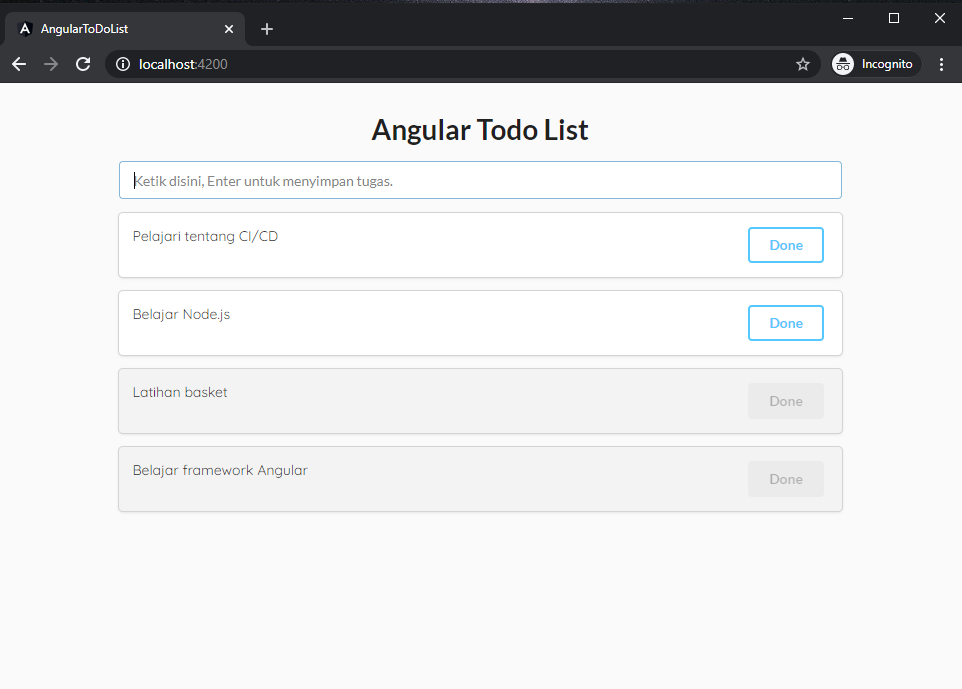 AngularToDoList
localhost:4200
Incognito
Angular Todo List
Ketik disini, Enter untuk menyimpan tugas.
Pelajari tentang CI/CD
Done
Belajar Node.js
Done
Latihan basket
Done
Belajar framework Angular
Done